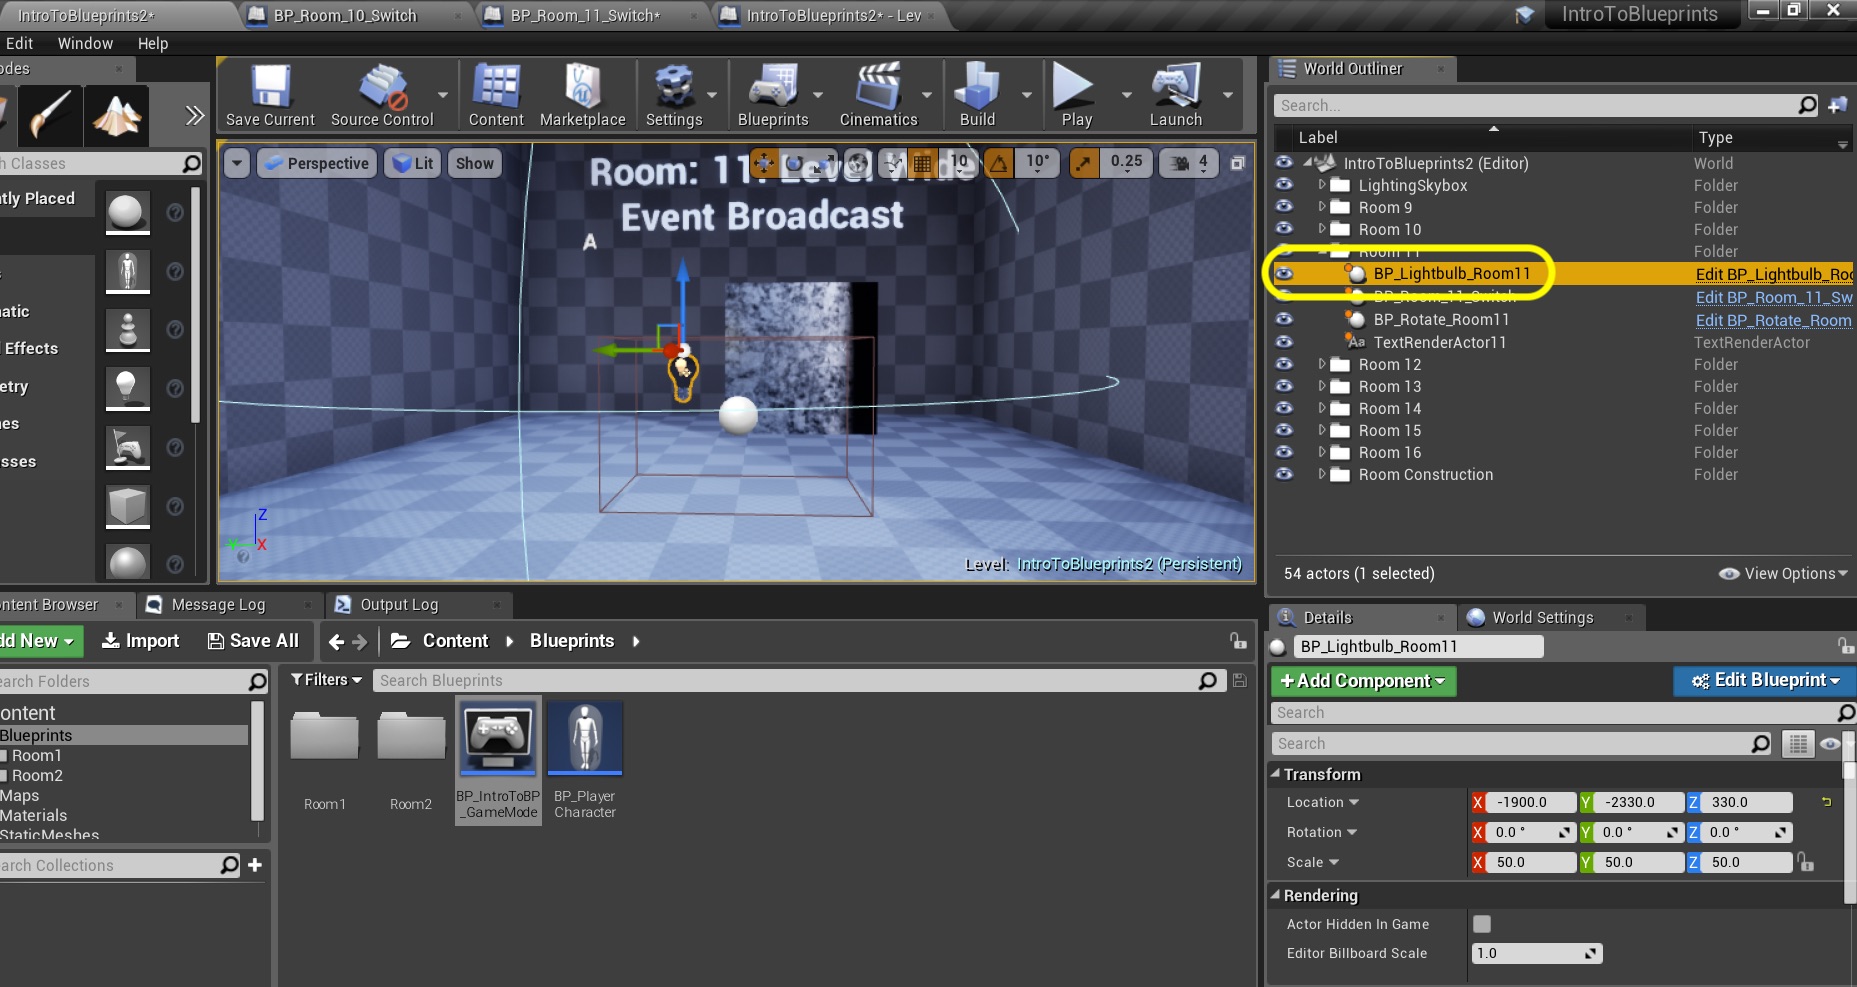 IntroToBlueprints2*
BP_Room_10_Switch
BP_Room_11_Switch*
IntroToBlueprints2* - Lev
IntroToBlueprints
Edit
Window
Help
odes
Save Current
Source Control
Content
Marketplace
Settings
Blueprints
Cinematics
Build
Play
Launch
h Classes
tly Placed
s
atic
l Effects
etry
es
sses
Perspective
Lit
Show
10
10°
0.25
4
Room: 11: Level Wide
Event Broadcast
A
Z
X
Level: IntroToBlueprints2 (Persistent)
World Outliner
Search...
Label
Type
IntroToBlueprints2 (Editor)
World
LightingSkybox
Folder
Room 9
Folder
Room 10
Folder
Room 11
Folder
BP_Lightbulb_Room11
Edit BP_Lightbulb_Roo
BP_Room_11_Switch
Edit BP_Room_11_Sw
BP_Rotate_Room11
Edit BP_Rotate_Room
TextRenderActor11
TextRenderActor
Room 12
Folder
Room 13
Folder
Room 14
Folder
Room 15
Folder
Room 16
Folder
Room Construction
Folder
54 actors (1 selected)
View Options
ontent Browser
Message Log
Output Log
dd New
Import
Save All
Content
Blueprints
earch Folders
ontent
Blueprints
Room1
Room2
Maps
Materials
StaticMeshes
earch Collections
Filters
Search Blueprints
Room1
Room2
BP_IntroToBP
_GameMode
BP_Player
Character
Details
World Settings
BP_Lightbulb_Room11
+Add Component
Edit Blueprint
Search
Search
Transform
Location
X -1900.0
Y -2330.0
Z 330.0
Rotation
X 0.0 °
Y 0.0 °
Z 0.0 °
Scale
X 50.0
Y 50.0
Z 50.0
Rendering
Actor Hidden In Game
Editor Billboard Scale
1.0